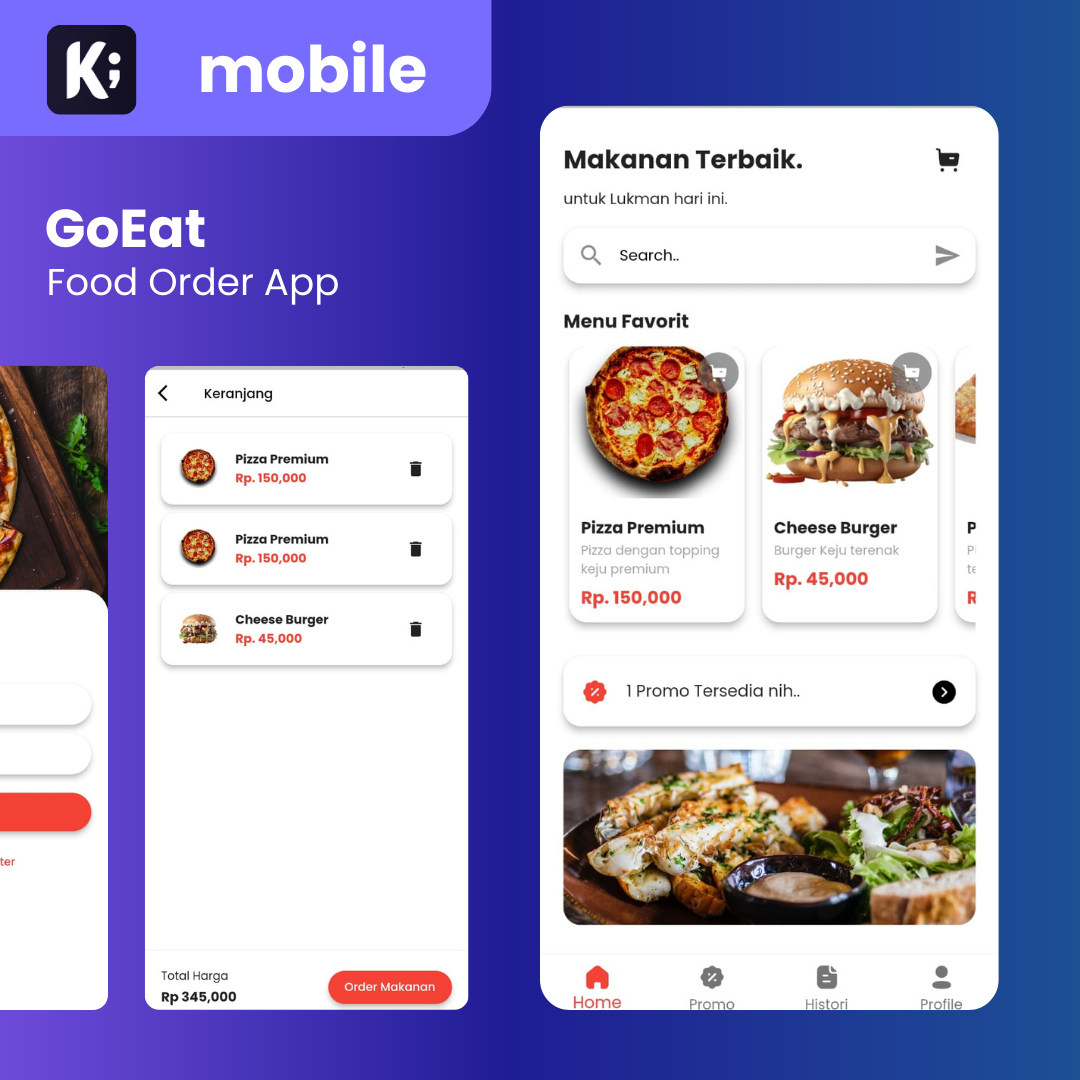 K;
mobile
GoEat
Food Order App
ter
Keranjang
Pizza Premium
Rp. 150,000
Pizza Premium
Rp. 150,000
Cheese Burger
Rp. 45,000
Total Harga
Rp 345,000
Order Makanan
Makanan Terbaik.
untuk Lukman hari ini.
Search..
Menu Favorit
Pizza Premium
Pizza dengan topping
keju premium
Rp. 150,000
Cheese Burger
Burger Keju terenak
Rp. 45,000
1 Promo Tersedia nih..
Home
Promo
Histori
Profile